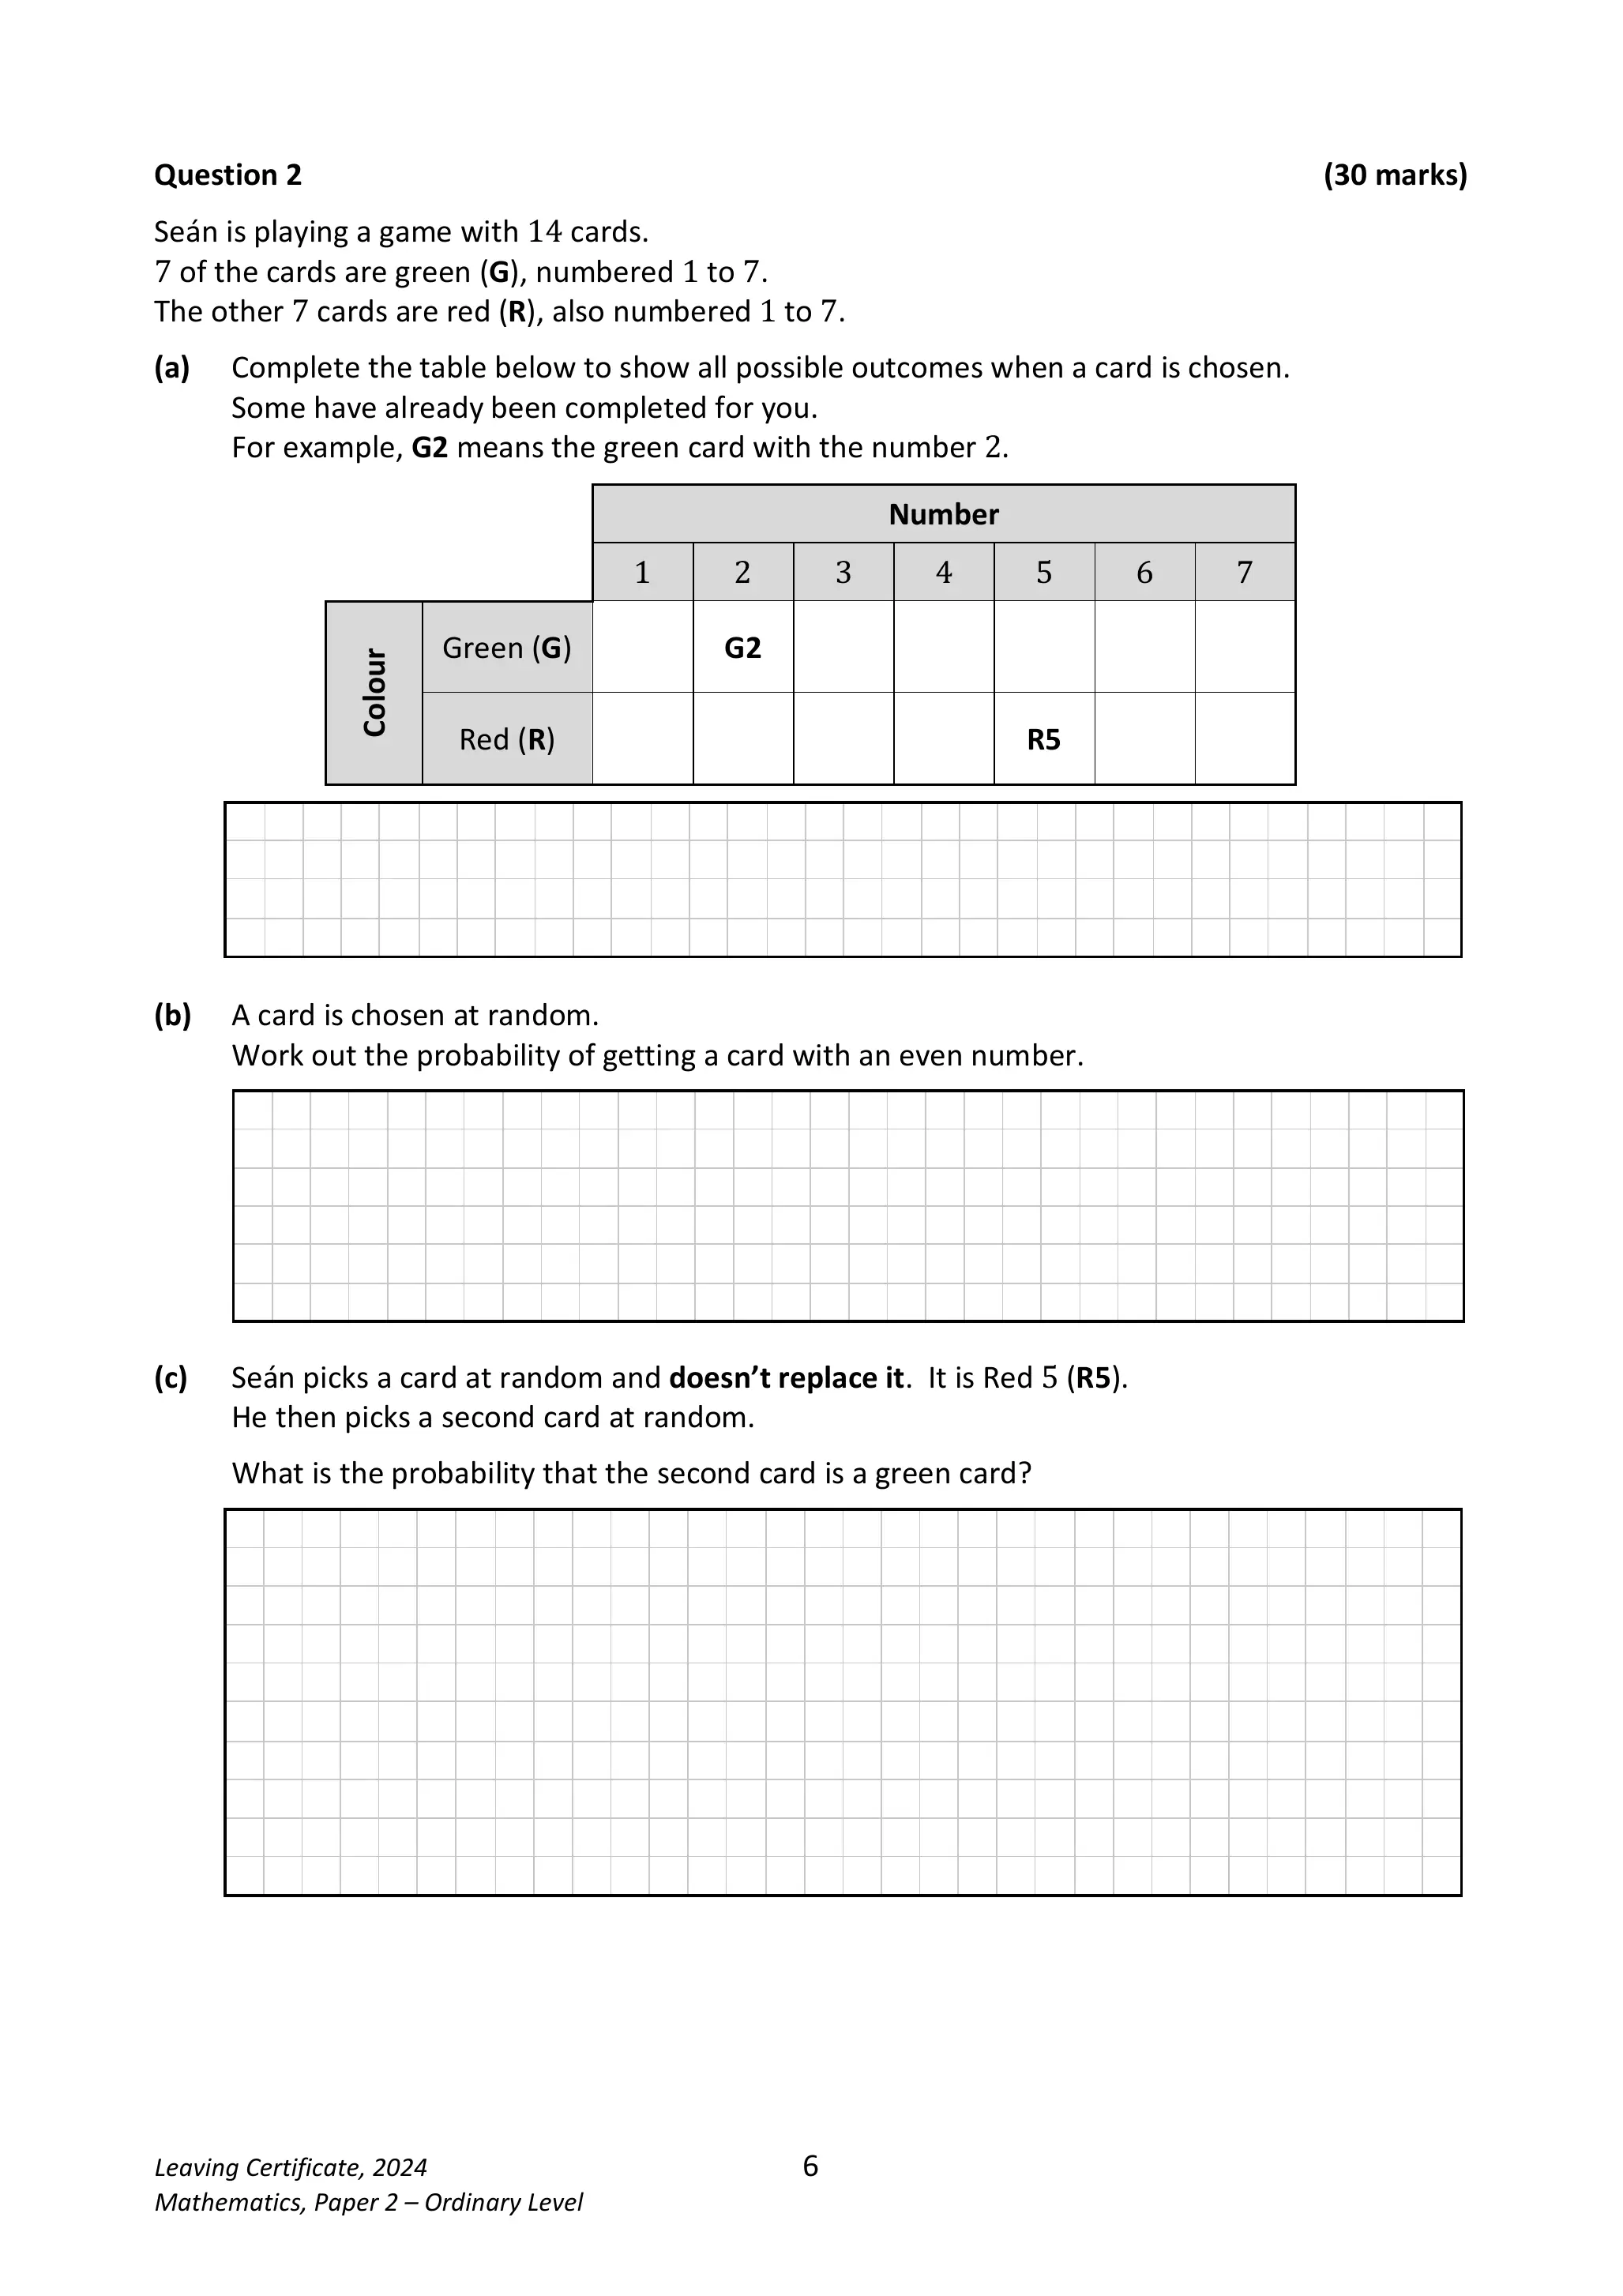 Question 2 (30 marks)
Seán is playing a game with 14 cards.
7 of the cards are green (G), numbered 1 to 7.
The other 7 cards are red (R), also numbered 1 to 7.
(a) Complete the table below to show all possible outcomes when a card is chosen.
Some have already been completed for you.
For example, G2 means the green card with the number 2.
Number
1 2 3 4 5 6 7
Colour
Green (G) G2
Red (R) R5
(b) A card is chosen at random.
Work out the probability of getting a card with an even number.
(c) Seán picks a card at random and doesn’t replace it. It is Red 5 (R5).
He then picks a second card at random.
What is the probability that the second card is a green card?
Leaving Certificate, 2024 6
Mathematics, Paper 2 – Ordinary Level